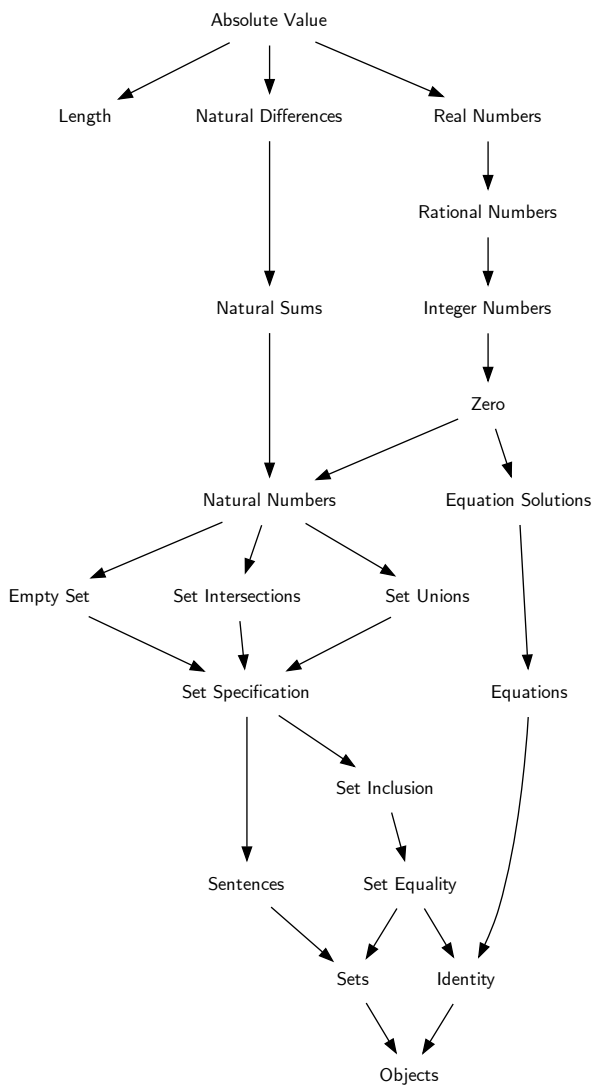 Absolute Value
Length
Natural Differences
Real Numbers
Rational Numbers
Natural Sums
Integer Numbers
Zero
Natural Numbers
Equation Solutions
Empty Set
Set Intersections
Set Unions
Set Specification
Equations
Set Inclusion
Sentences
Set Equality
Sets
Identity
Objects